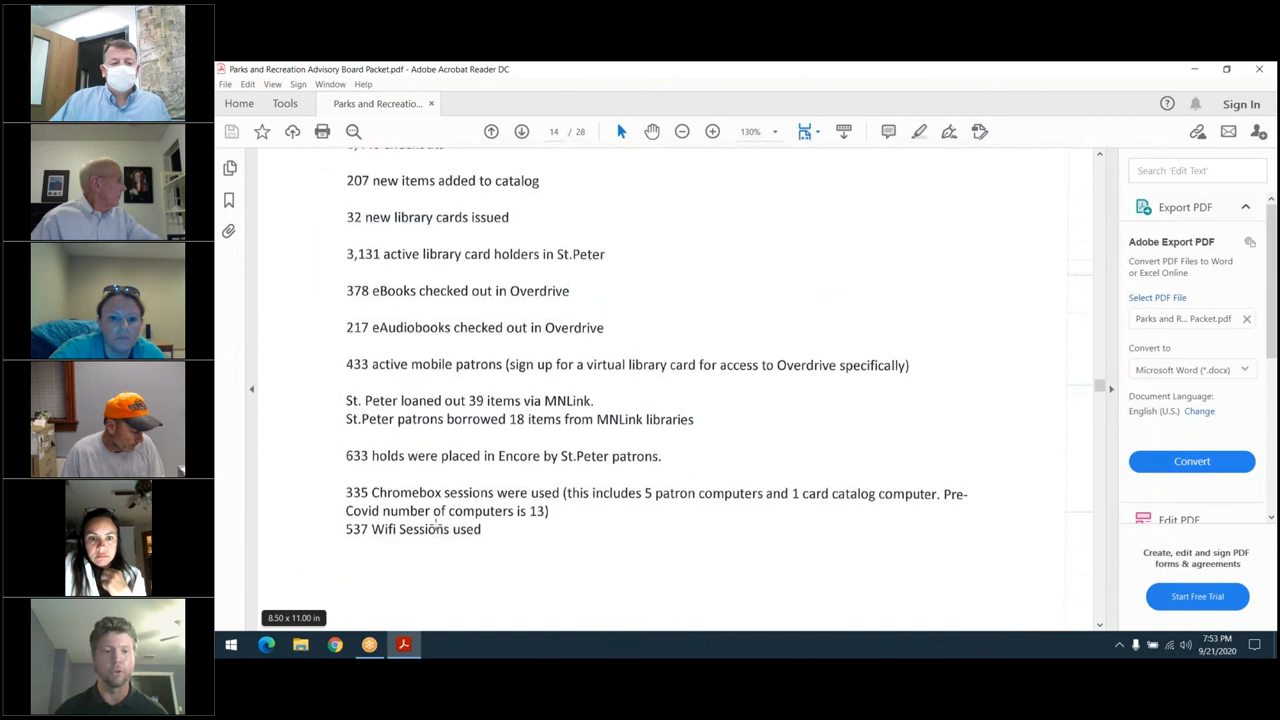 Parks and Recreation Advisory Board Packet.pdf - Adobe Acrobat Reader DC
File Edit View Sign Window Help
Home Tools Parks and Recreatio... × Sign In
14 / 28 130%
207 new items added to catalog
32 new library cards issued
3,131 active library card holders in St.Peter
378 eBooks checked out in Overdrive
217 eAudiobooks checked out in Overdrive
433 active mobile patrons (sign up for a virtual library card for access to Overdrive specifically)
St. Peter loaned out 39 items via MNLink.
St.Peter patrons borrowed 18 items from MNLink libraries
633 holds were placed in Encore by St.Peter patrons.
335 Chromebox sessions were used (this includes 5 patron computers and 1 card catalog computer. Pre-
Covid number of computers is 13)
537 Wifi Sessions used
8.50 x 11.00 in
Search 'Edit Text'
Export PDF
Adobe Export PDF
Convert PDF Files to Word
or Excel Online
Select PDF File
Parks and R... Packet.pdf
Convert to
Microsoft Word (*.docx)
Document Language:
English (U.S.) Change
Convert
Edit PDF
Create, edit and sign PDF
forms & agreements
Start Free Trial
7:53 PM
9/21/2020